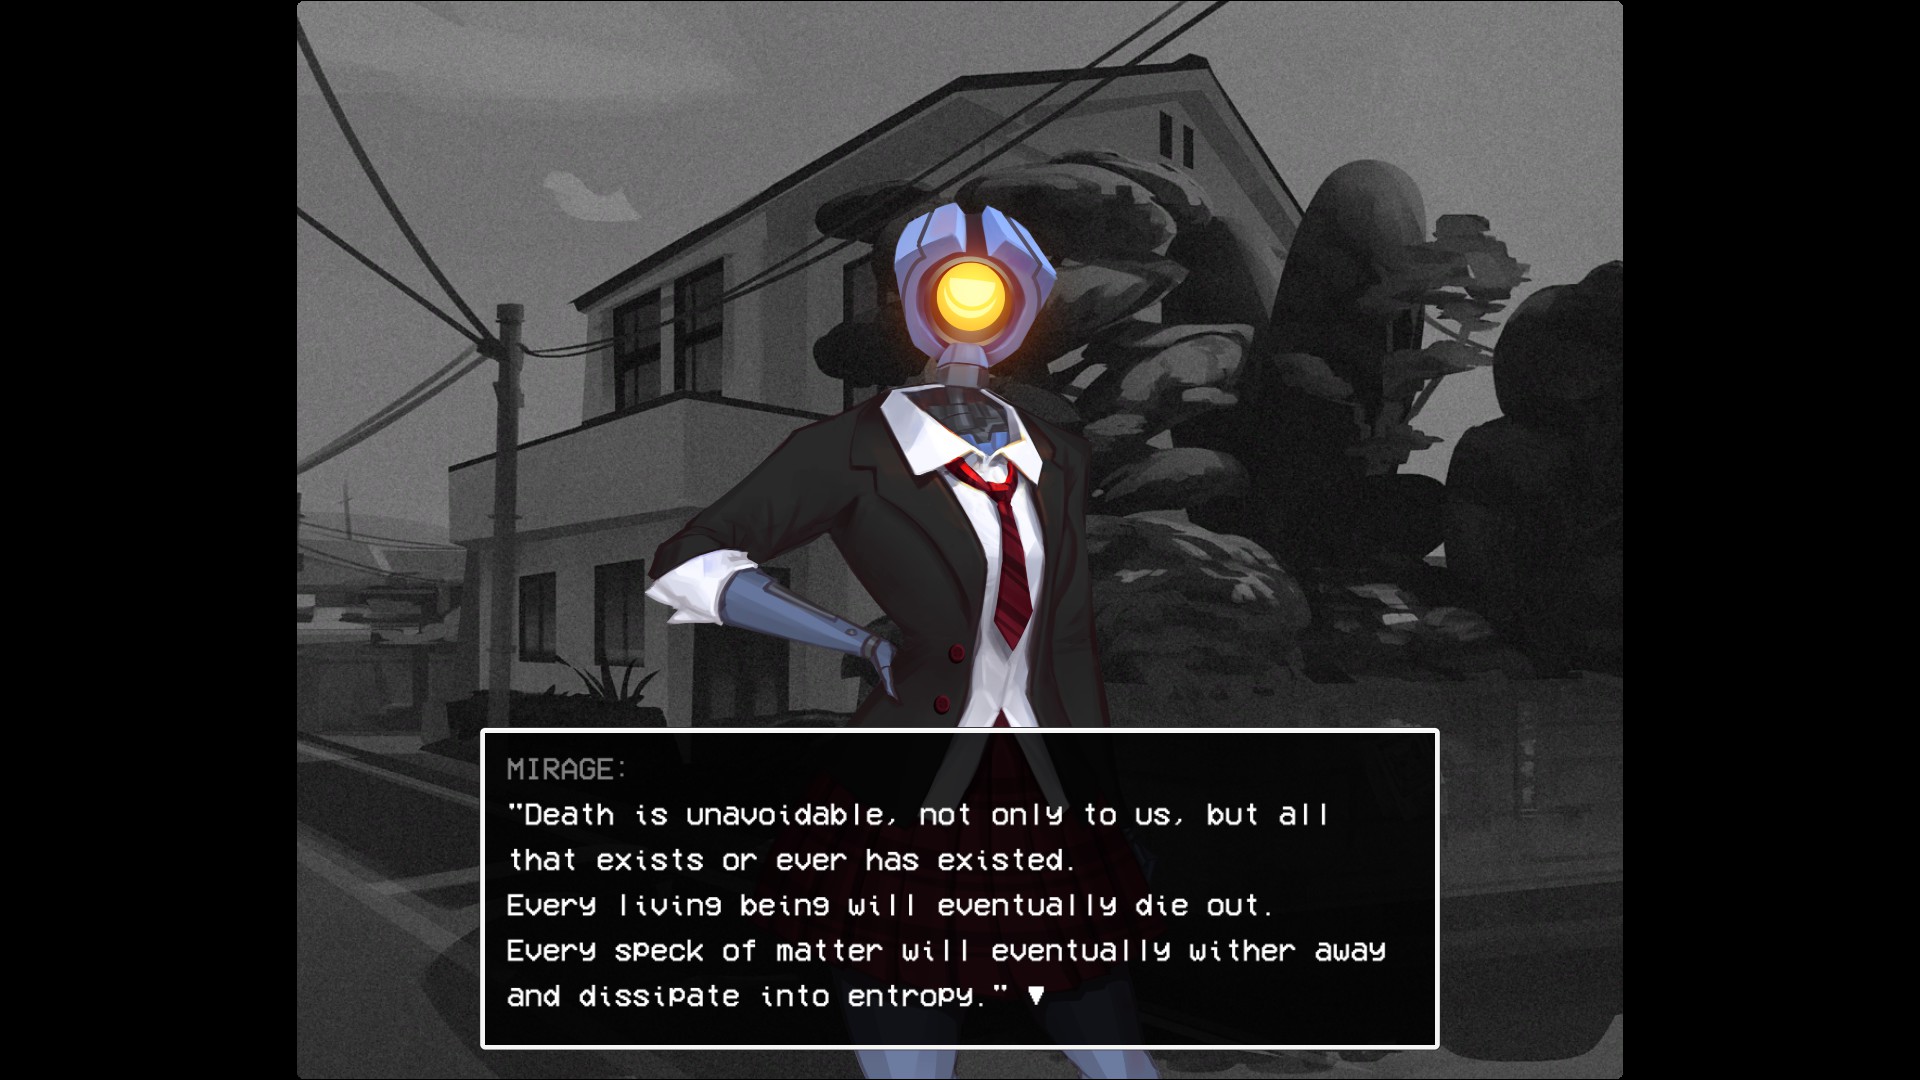 MIRAGE:
"Death is unavoidable, not only to us, but all
that exists or ever has existed.
Every living being will eventually die out.
Every speck of matter will eventually wither away
and dissipate into entropy." ▼